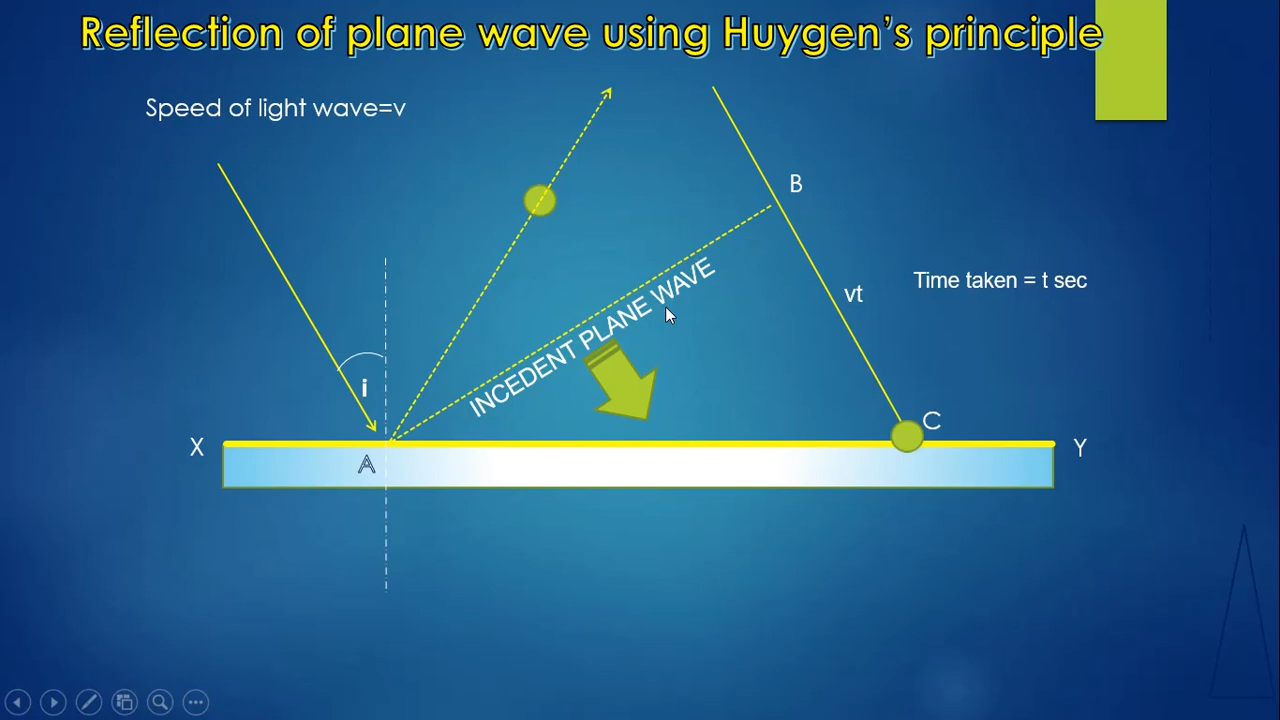 Reflection of plane wave using Huygen's principle
Speed of light wave=v
B
INCEDENT PLANE WAVE
vt
Time taken = t sec
i
C
X
A
Y